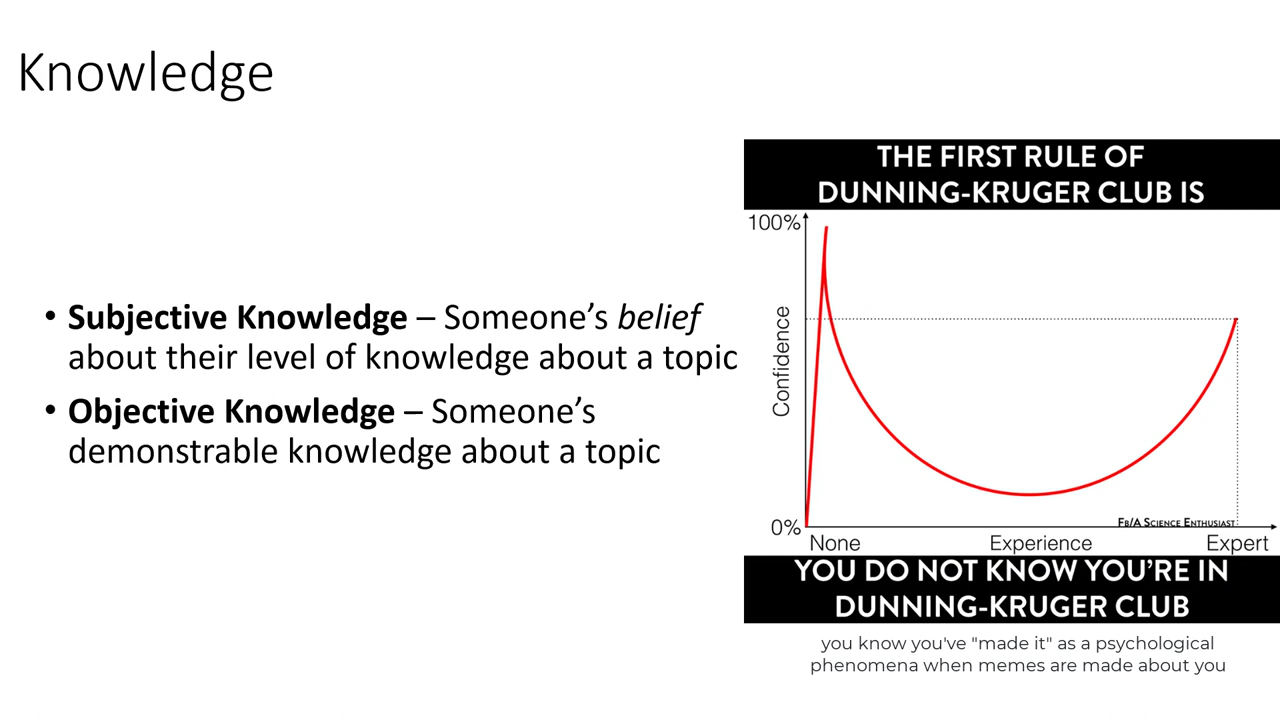 Knowledge
• Subjective Knowledge – Someone’s belief
about their level of knowledge about a topic
• Objective Knowledge – Someone’s
demonstrable knowledge about a topic
THE FIRST RULE OF
DUNNING-KRUGER CLUB IS
100%
Confidence
0%
FB/A SCIENCE ENTHUSIAST
None Experience Expert
YOU DO NOT KNOW YOU’RE IN
DUNNING-KRUGER CLUB
you know you've "made it" as a psychological
phenomena when memes are made about you